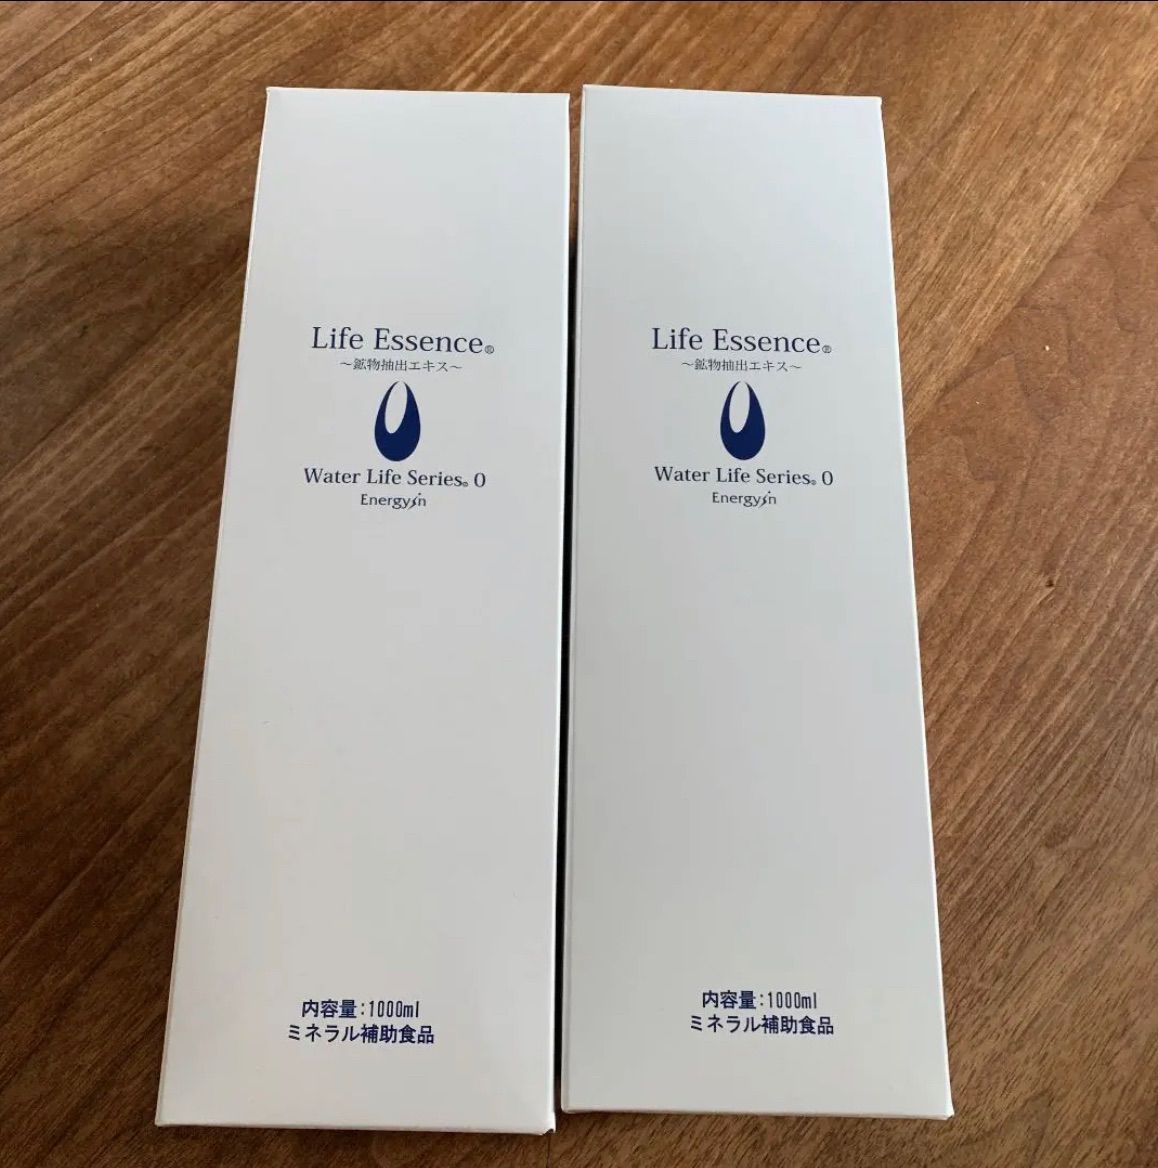 Life Essence®
～鉱物抽出エキス～
Water Life Series® 0
Energysin
内容量:1000ml
ミネラル補助食品
Life Essence®
～鉱物抽出エキス～
Water Life Series® 0
Energysin
内容量:1000ml
ミネラル補助食品